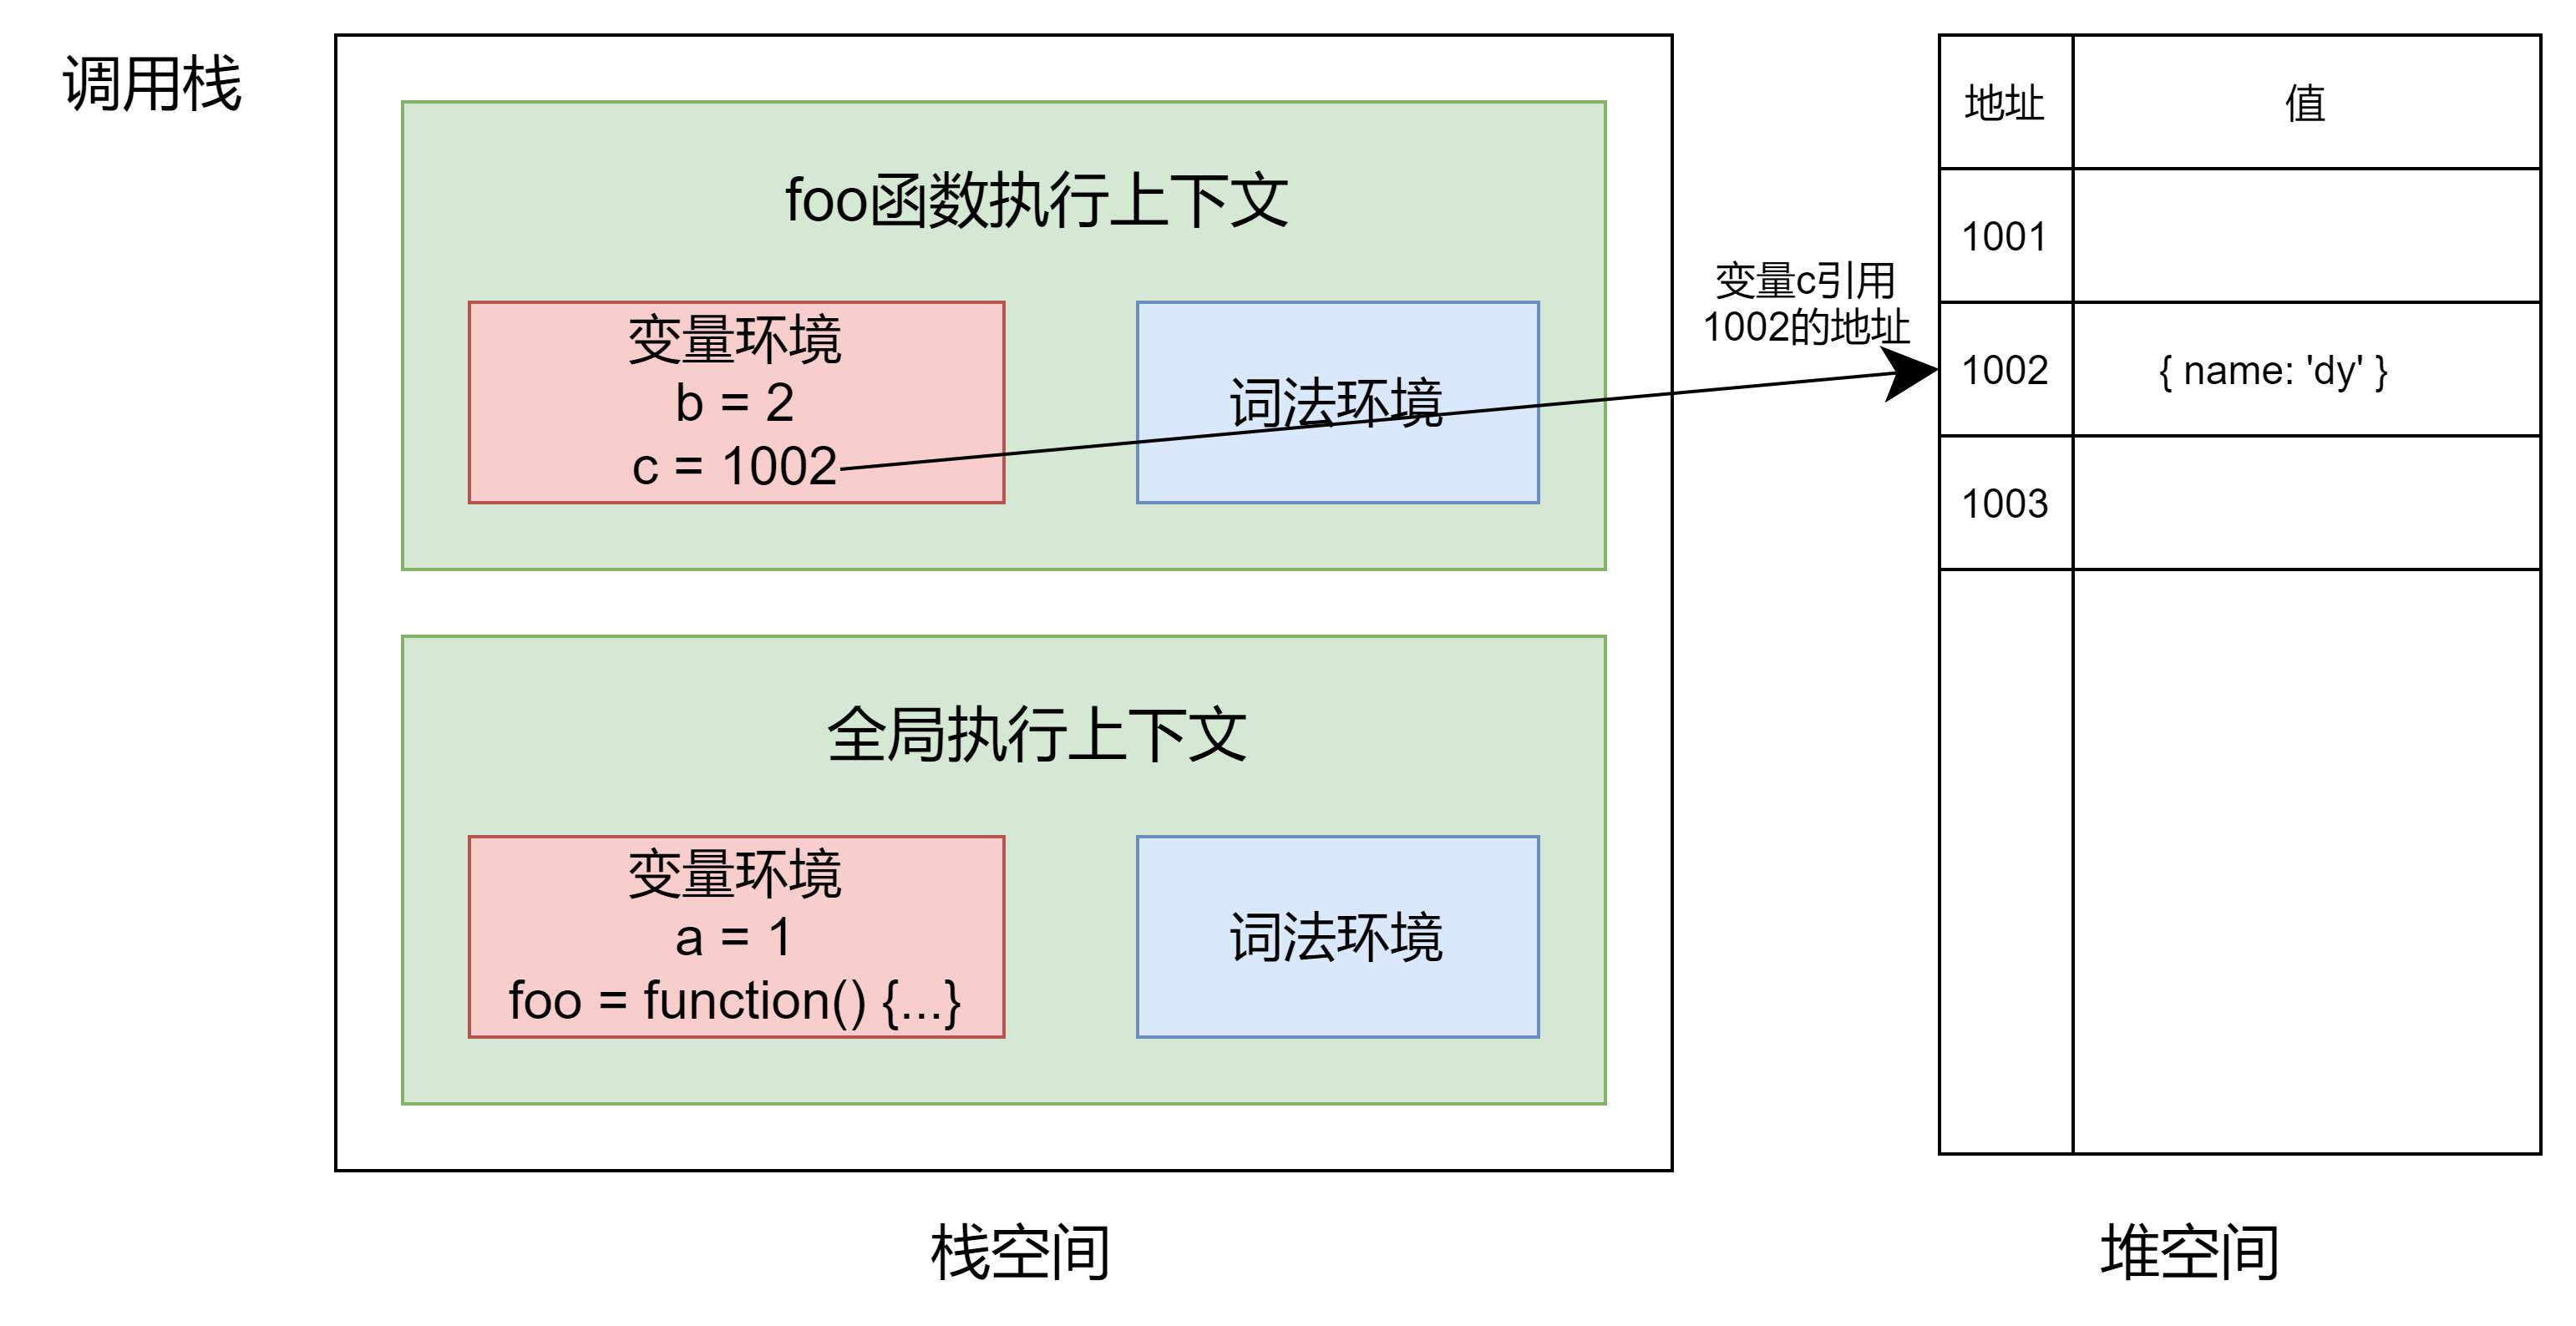 调用栈
foo函数执行上下文
变量环境
b = 2
c = 1002
词法环境
全局执行上下文
变量环境
a = 1
foo = function() {...}
词法环境
栈空间
变量c引用
1002的地址
地址
值
1001
1002
{ name: 'dy' }
1003
堆空间